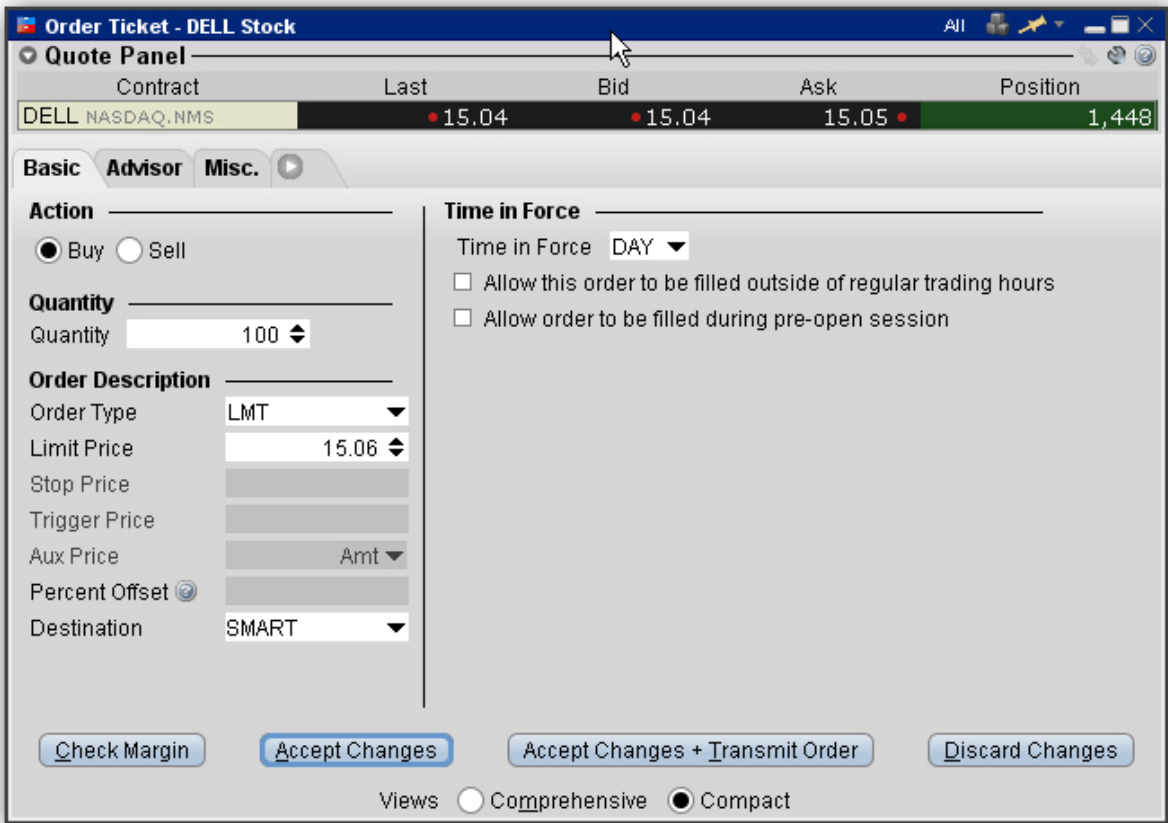 Order Ticket - DELL Stock All
Quote Panel
Contract Last Bid Ask Position
DELL NASDAQ.NMS 15.04 15.04 15.05 1,448
Basic Advisor Misc.
Action
Buy Sell
Quantity
Quantity 100
Order Description
Order Type LMT
Limit Price 15.06
Stop Price
Trigger Price
Aux Price Amt
Percent Offset
Destination SMART
Time in Force
Time in Force DAY
Allow this order to be filled outside of regular trading hours
Allow order to be filled during pre-open session
Check Margin Accept Changes Accept Changes + Transmit Order Discard Changes
Views Comprehensive Compact